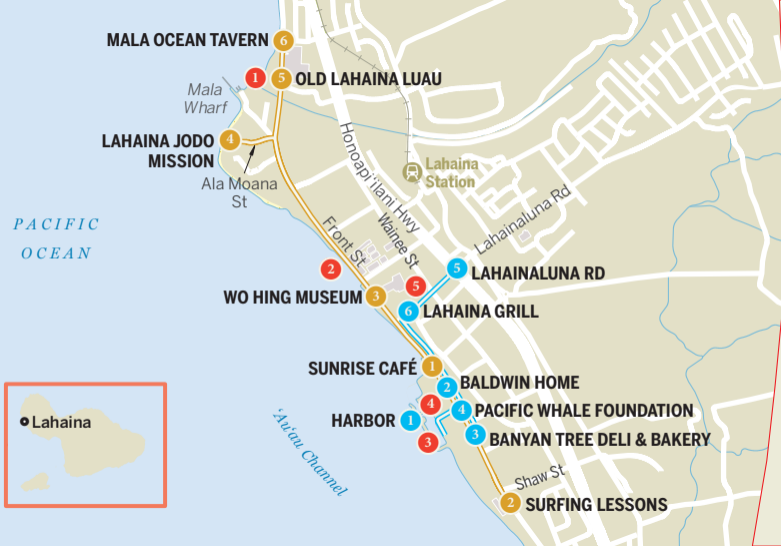 MALA OCEAN TAVERN
6
1
5
OLD LAHAINA LUAU
Mala
Wharf
LAHAINA JODO
MISSION
4
Ala Moana
St
Honoapi'ilani Hwy
Lahaina
Station
PACIFIC
OCEAN
Front St
Wainee St
Lahainaluna Rd
2
5
LAHAINALUNA RD
5
WO HING MUSEUM
3
6
LAHAINA GRILL
SUNRISE CAFÉ
1
2
BALDWIN HOME
4
4
PACIFIC WHALE FOUNDATION
HARBOR
1
3
3
BANYAN TREE DELI & BAKERY
'Au'au Channel
Lahaina
Shaw St
2
SURFING LESSONS